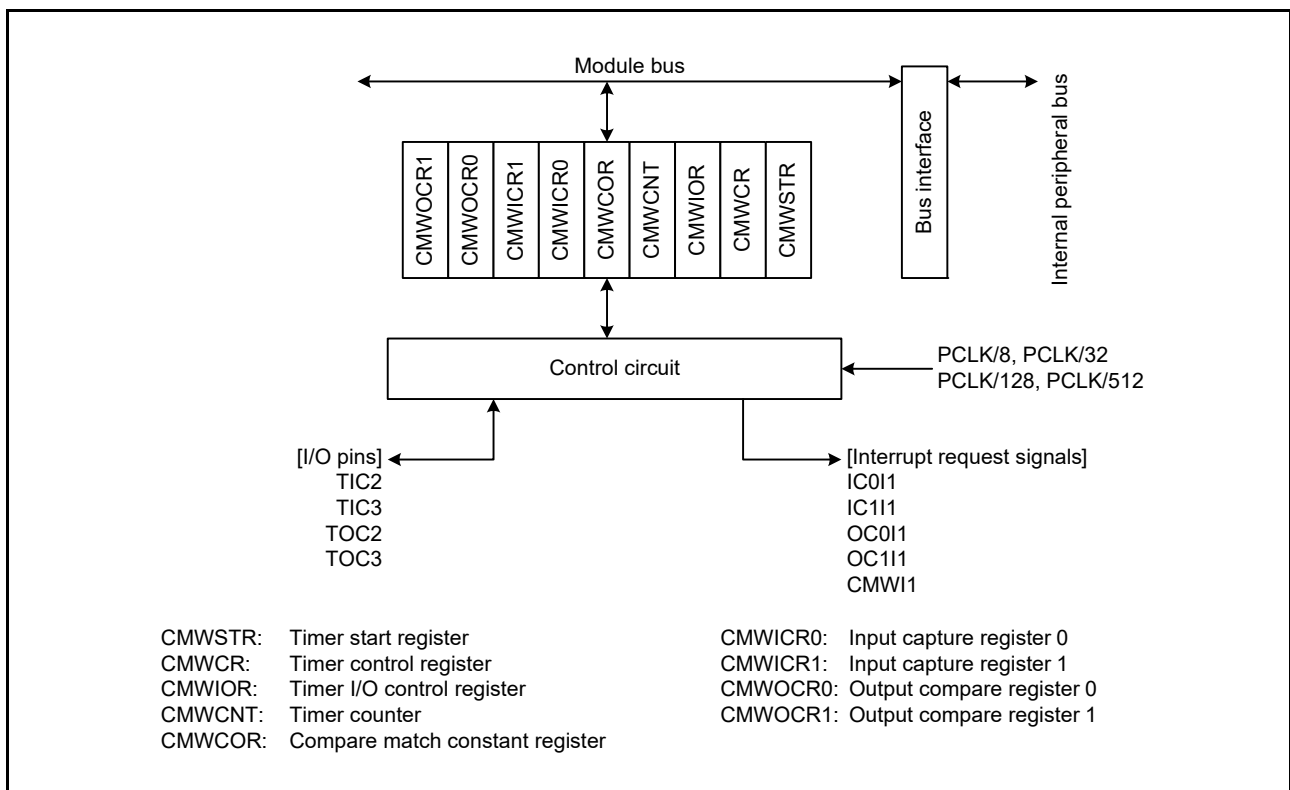 Module bus
Bus interface
Internal peripheral bus
CMWOCR1
CMWOCR0
CMWICR1
CMWICR0
CMWCOR
CMWCNT
CMWIOR
CMWCR
CMWSTR
Control circuit
PCLK/8, PCLK/32
PCLK/128, PCLK/512
[I/O pins]
TIC2
TIC3
TOC2
TOC3
[Interrupt request signals]
IC0I1
IC1I1
OC0I1
OC1I1
CMWI1
CMWSTR: Timer start register
CMWCR: Timer control register
CMWIOR: Timer I/O control register
CMWCNT: Timer counter
CMWCOR: Compare match constant register
CMWICR0: Input capture register 0
CMWICR1: Input capture register 1
CMWOCR0: Output compare register 0
CMWOCR1: Output compare register 1